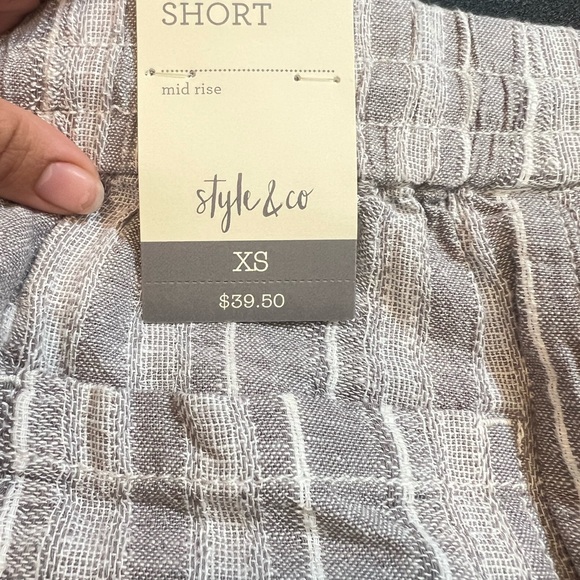 SHORT
mid rise
style & co
XS
$39.50